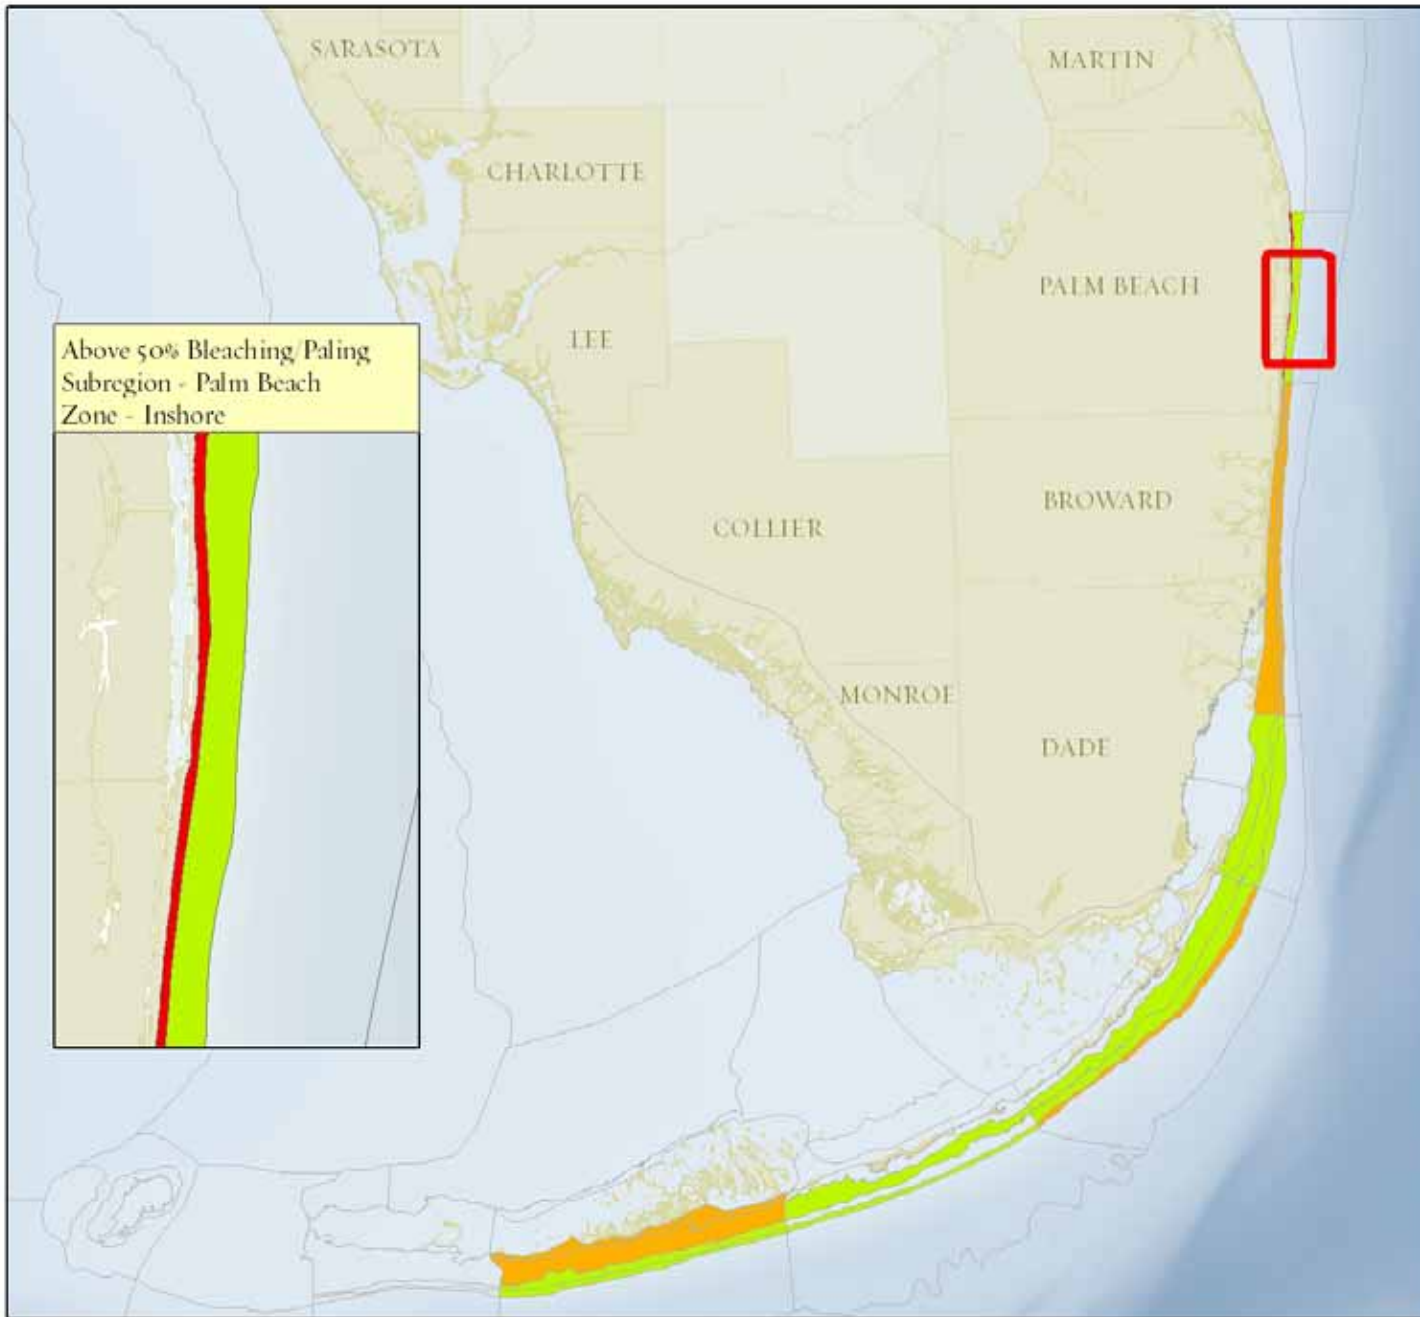 SARASOTA
MARTIN
CHARLOTTE
PALM BEACH
LEE
Above 50% Bleaching/Paling
Subregion - Palm Beach
Zone - Inshore
BROWARD
COLLIER
MONROE
DADE